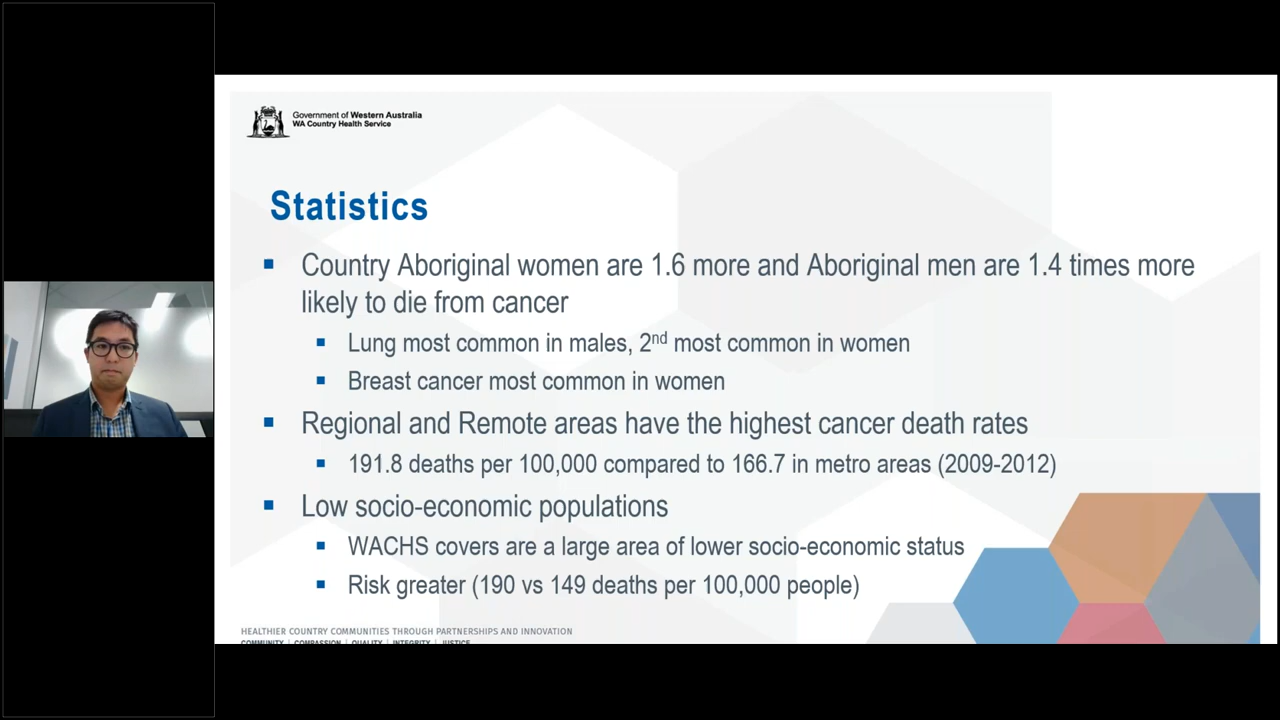 Government of Western Australia
WA Country Health Service
Statistics
Country Aboriginal women are 1.6 more and Aboriginal men are 1.4 times more
likely to die from cancer
Lung most common in males, 2nd most common in women
Breast cancer most common in women
Regional and Remote areas have the highest cancer death rates
191.8 deaths per 100,000 compared to 166.7 in metro areas (2009-2012)
Low socio-economic populations
WACHS covers are a large area of lower socio-economic status
Risk greater (190 vs 149 deaths per 100,000 people)
HEALTHIER COUNTRY COMMUNITIES THROUGH PARTNERSHIPS AND INNOVATION
COMMUNITY | COMPASSION | QUALITY | INTEGRITY | JUSTICE